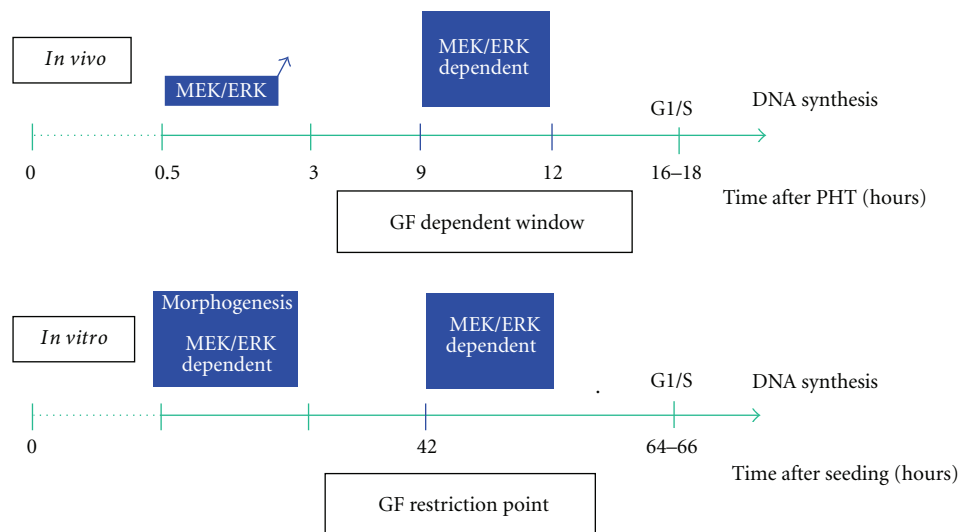 In vivo
MEK/ERK
MEK/ERK
dependent
G1/S
DNA synthesis
0
0.5
3
9
12
16–18
Time after PHT (hours)
GF dependent window
In vitro
Morphogenesis
MEK/ERK
dependent
MEK/ERK
dependent
G1/S
DNA synthesis
0
42
64–66
Time after seeding (hours)
GF restriction point